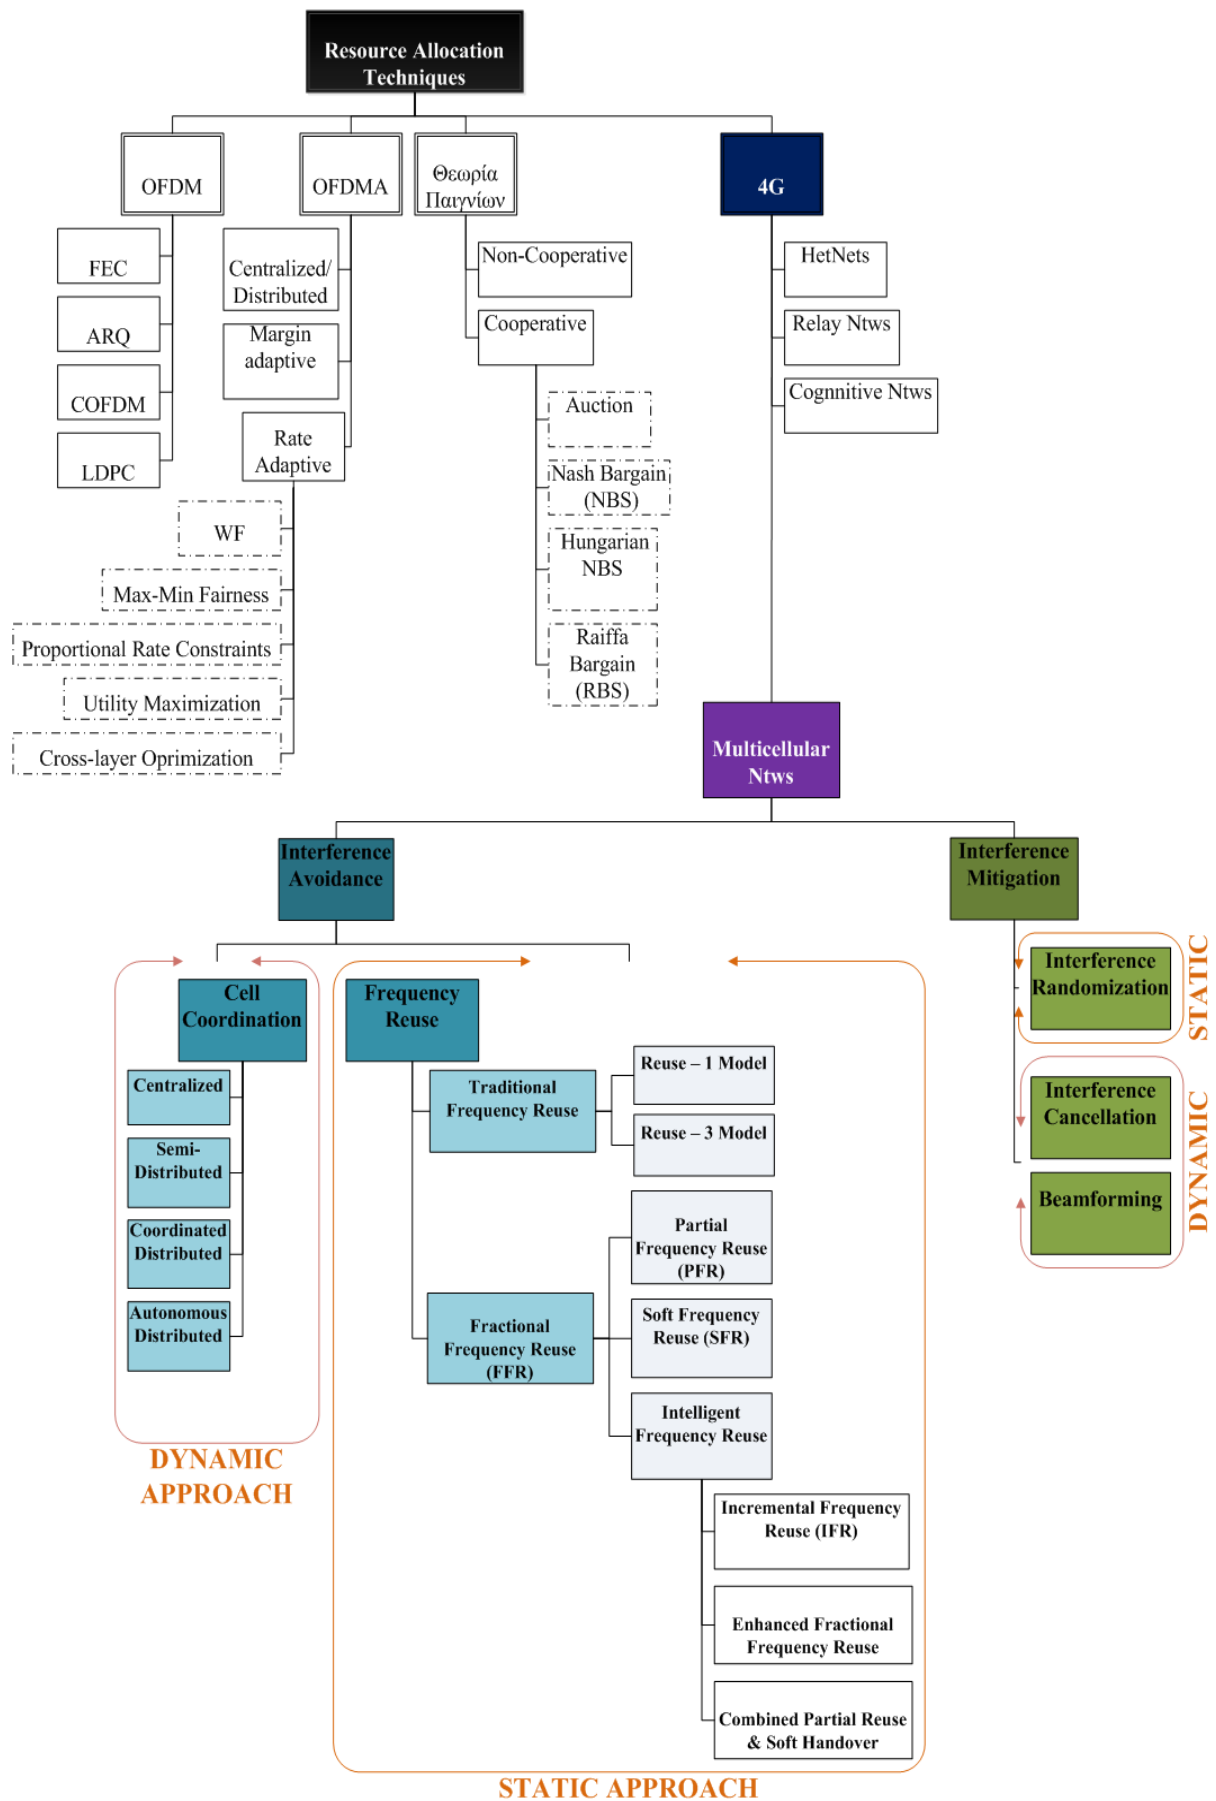 Resource Allocation
Techniques
OFDM
OFDMA
Θεωρία
Παιγνίων
4G
FEC
ARQ
COFDM
LDPC
Centralized/
Distributed
Margin
adaptive
Rate
Adaptive
WF
Max-Min Fairness
Proportional Rate Constraints
Utility Maximization
Cross-layer Oprimization
Non-Cooperative
Cooperative
Auction
Nash Bargain
(NBS)
Hungarian
NBS
Raiffa
Bargain
(RBS)
HetNets
Relay Ntws
Cognnitive Ntws
Multicellular
Ntws
Interference
Avoidance
Interference
Mitigation
Cell
Coordination
Centralized
Semi-
Distributed
Coordinated
Distributed
Autonomous
Distributed
DYNAMIC
APPROACH
Frequency
Reuse
Traditional
Frequency Reuse
Reuse – 1 Model
Reuse – 3 Model
Fractional
Frequency Reuse
(FFR)
Partial
Frequency Reuse
(PFR)
Soft Frequency
Reuse (SFR)
Intelligent
Frequency Reuse
Incremental Frequency
Reuse (IFR)
Enhanced Fractional
Frequency Reuse
Combined Partial Reuse
& Soft Handover
STATIC APPROACH
Interference
Randomization
STATIC
Interference
Cancellation
Beamforming
DYNAMIC